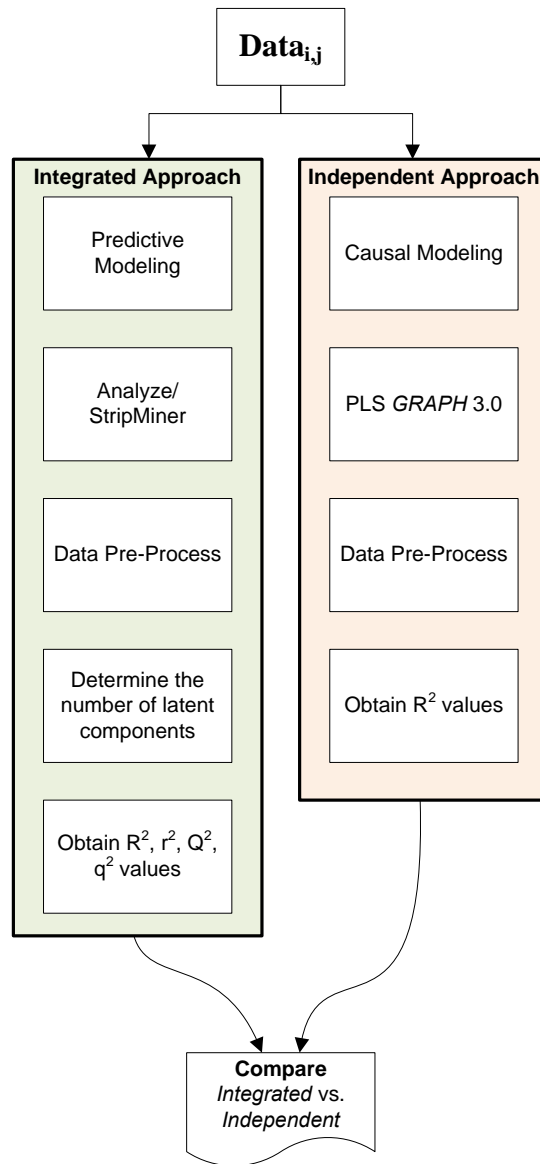 Data i,j
Integrated Approach
Predictive
Modeling
Analyze/
StripMiner
Data Pre-Process
Determine the
number of latent
components
Obtain R², r², Q²,
q² values
Independent Approach
Causal Modeling
PLS GRAPH 3.0
Data Pre-Process
Obtain R² values
Compare
Integrated vs.
Independent